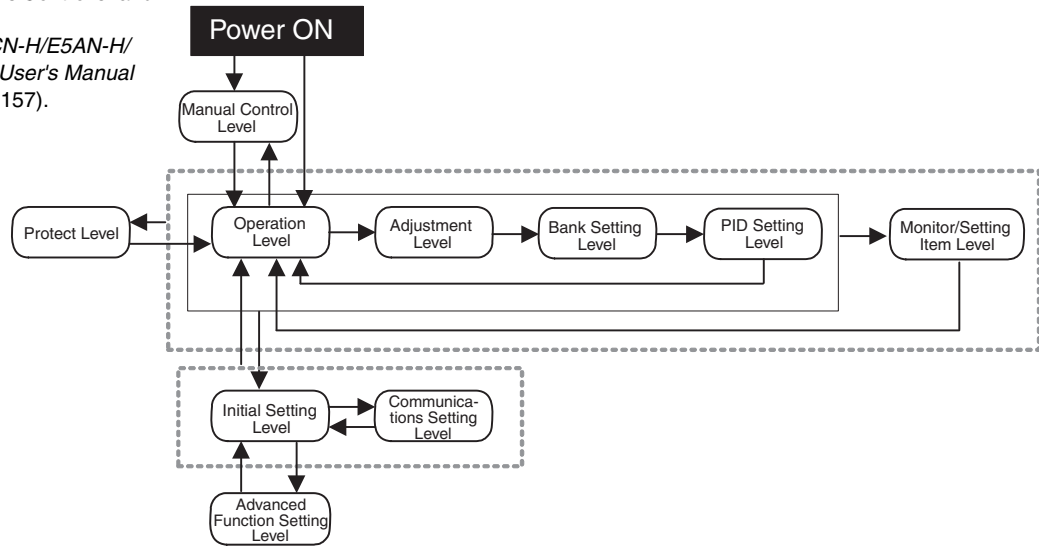 CN-H/E5AN-H/
User's Manual
157).
Power ON
Manual Control
Level
Protect Level
Operation
Level
Adjustment
Level
Bank Setting
Level
PID Setting
Level
Monitor/Setting
Item Level
Initial Setting
Level
Communica-
tions Setting
Level
Advanced
Function Setting
Level